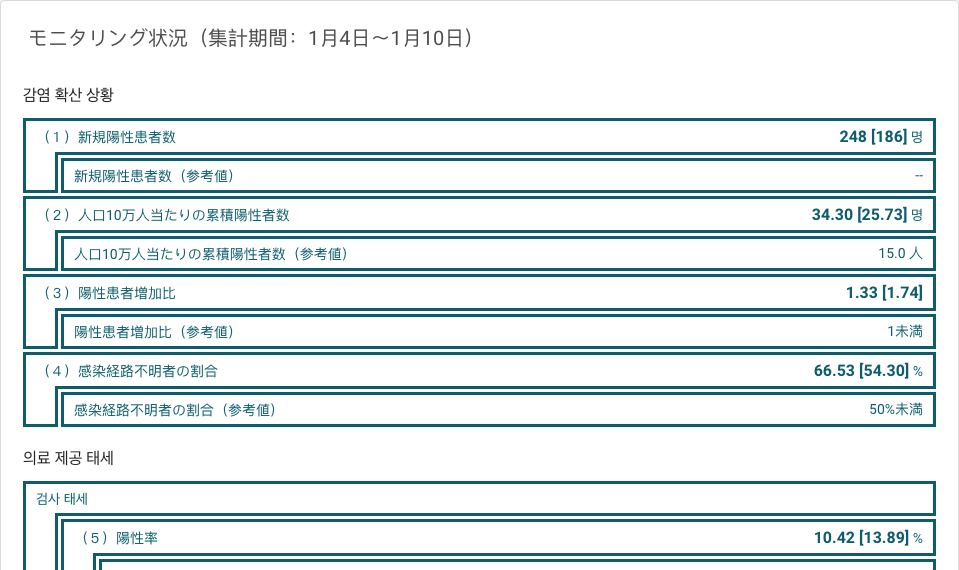 モニタリング状況（集計期間：1月4日～1月10日）
감염 확산 상황
（1）新規陽性患者数 248 [186] 명
新規陽性患者数（参考値） --
（2）人口10万人当たりの累積陽性者数 34.30 [25.73] 명
人口10万人当たりの累積陽性者数（参考値） 15.0 人
（3）陽性患者増加比 1.33 [1.74]
陽性患者増加比（参考値） 1未満
（4）感染経路不明者の割合 66.53 [54.30] %
感染経路不明者の割合（参考値） 50%未満
의료 제공 태세
검사 태세
（5）陽性率 10.42 [13.89] %